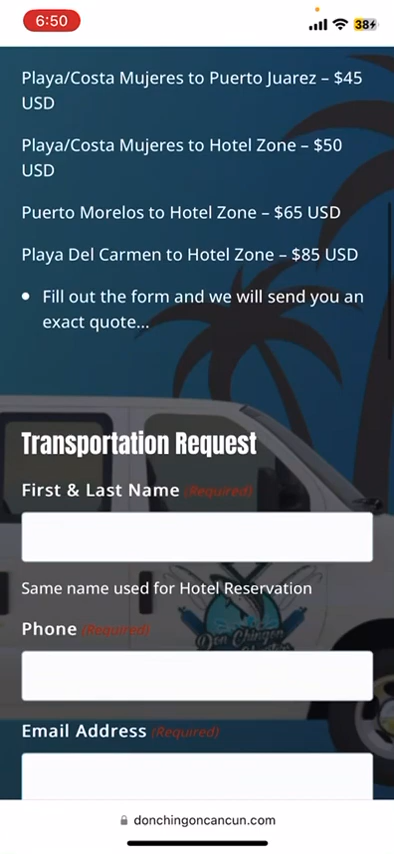 6:50
38
Playa/Costa Mujeres to Puerto Juarez – $45
USD
Playa/Costa Mujeres to Hotel Zone – $50
USD
Puerto Morelos to Hotel Zone – $65 USD
Playa Del Carmen to Hotel Zone – $85 USD
• Fill out the form and we will send you an
exact quote...
Transportation Request
First & Last Name (Required)
Same name used for Hotel Reservation
Phone (Required)
Don Chingon
Email Address (Required)
donchingoncancun.com